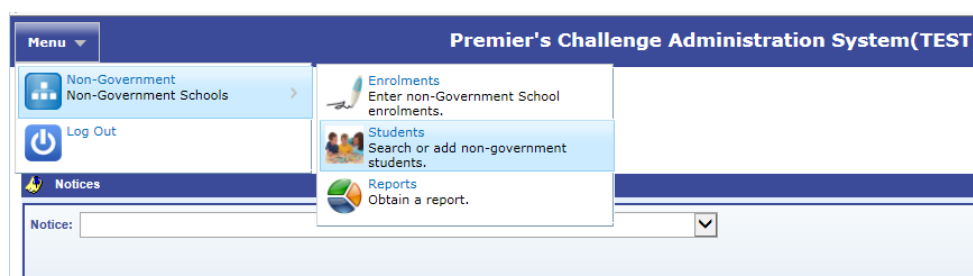 Menu
Premier's Challenge Administration System(TEST
Non-Government
Non-Government Schools
Log Out
Enrolments
Enter non-Government School
enrolments.
Students
Search or add non-government
students.
Reports
Obtain a report.
Notices
Notice: